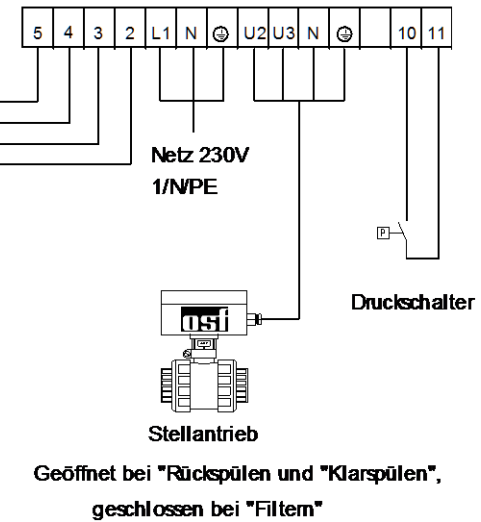 5 4 3 2 L1 N U2 U3 N 10 11
Netz 230V
1/N/PE
P
Druckschalter
osf
Stellantrieb
Geöffnet bei "Rückspülen und "Klarspülen",
geschlossen bei "Filtern"